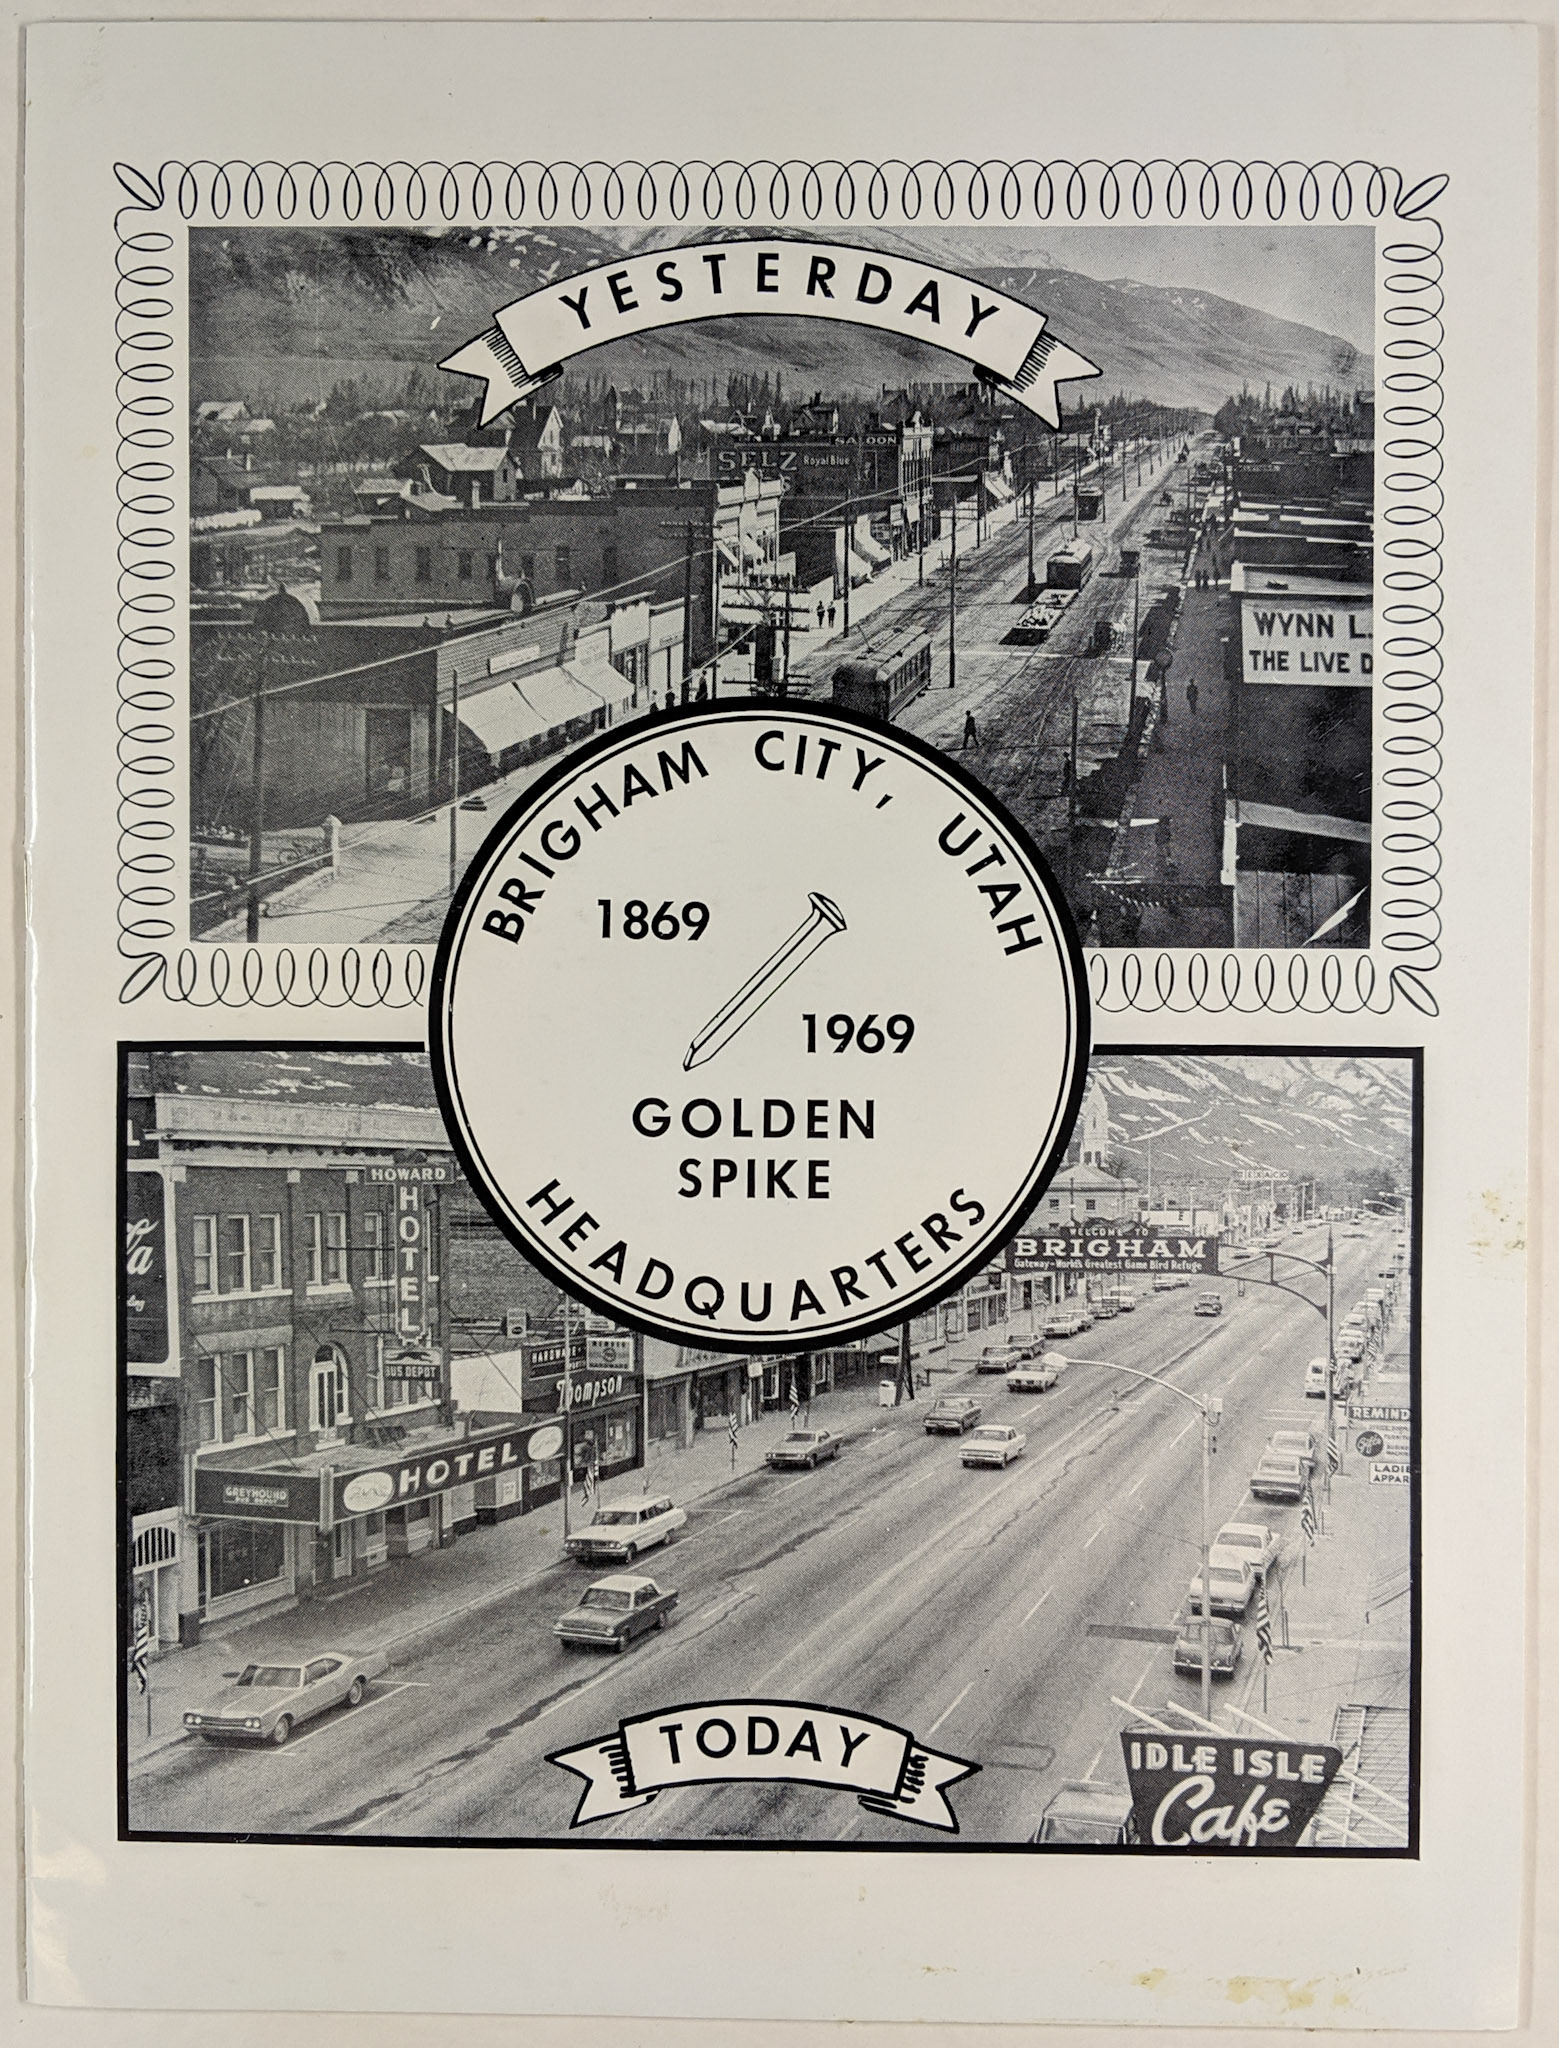 YESTERDAY
SALOON
SELZ Royal Blue
WYNN L.
THE LIVE D
BRIGHAM CITY, UTAH
1869
1969
GOLDEN
SPIKE
HEADQUARTERS
HOWARD
HOTEL
BUS DEPOT
WELCOME TO
BRIGHAM
Gateway-World's Greatest Game Bird Refuge
HARDWARE
Thompson
HOTEL
GREYHOUND
BUS DEPOT
REMIND
LADIE
APPAR
TODAY
IDLE ISLE
Cafe